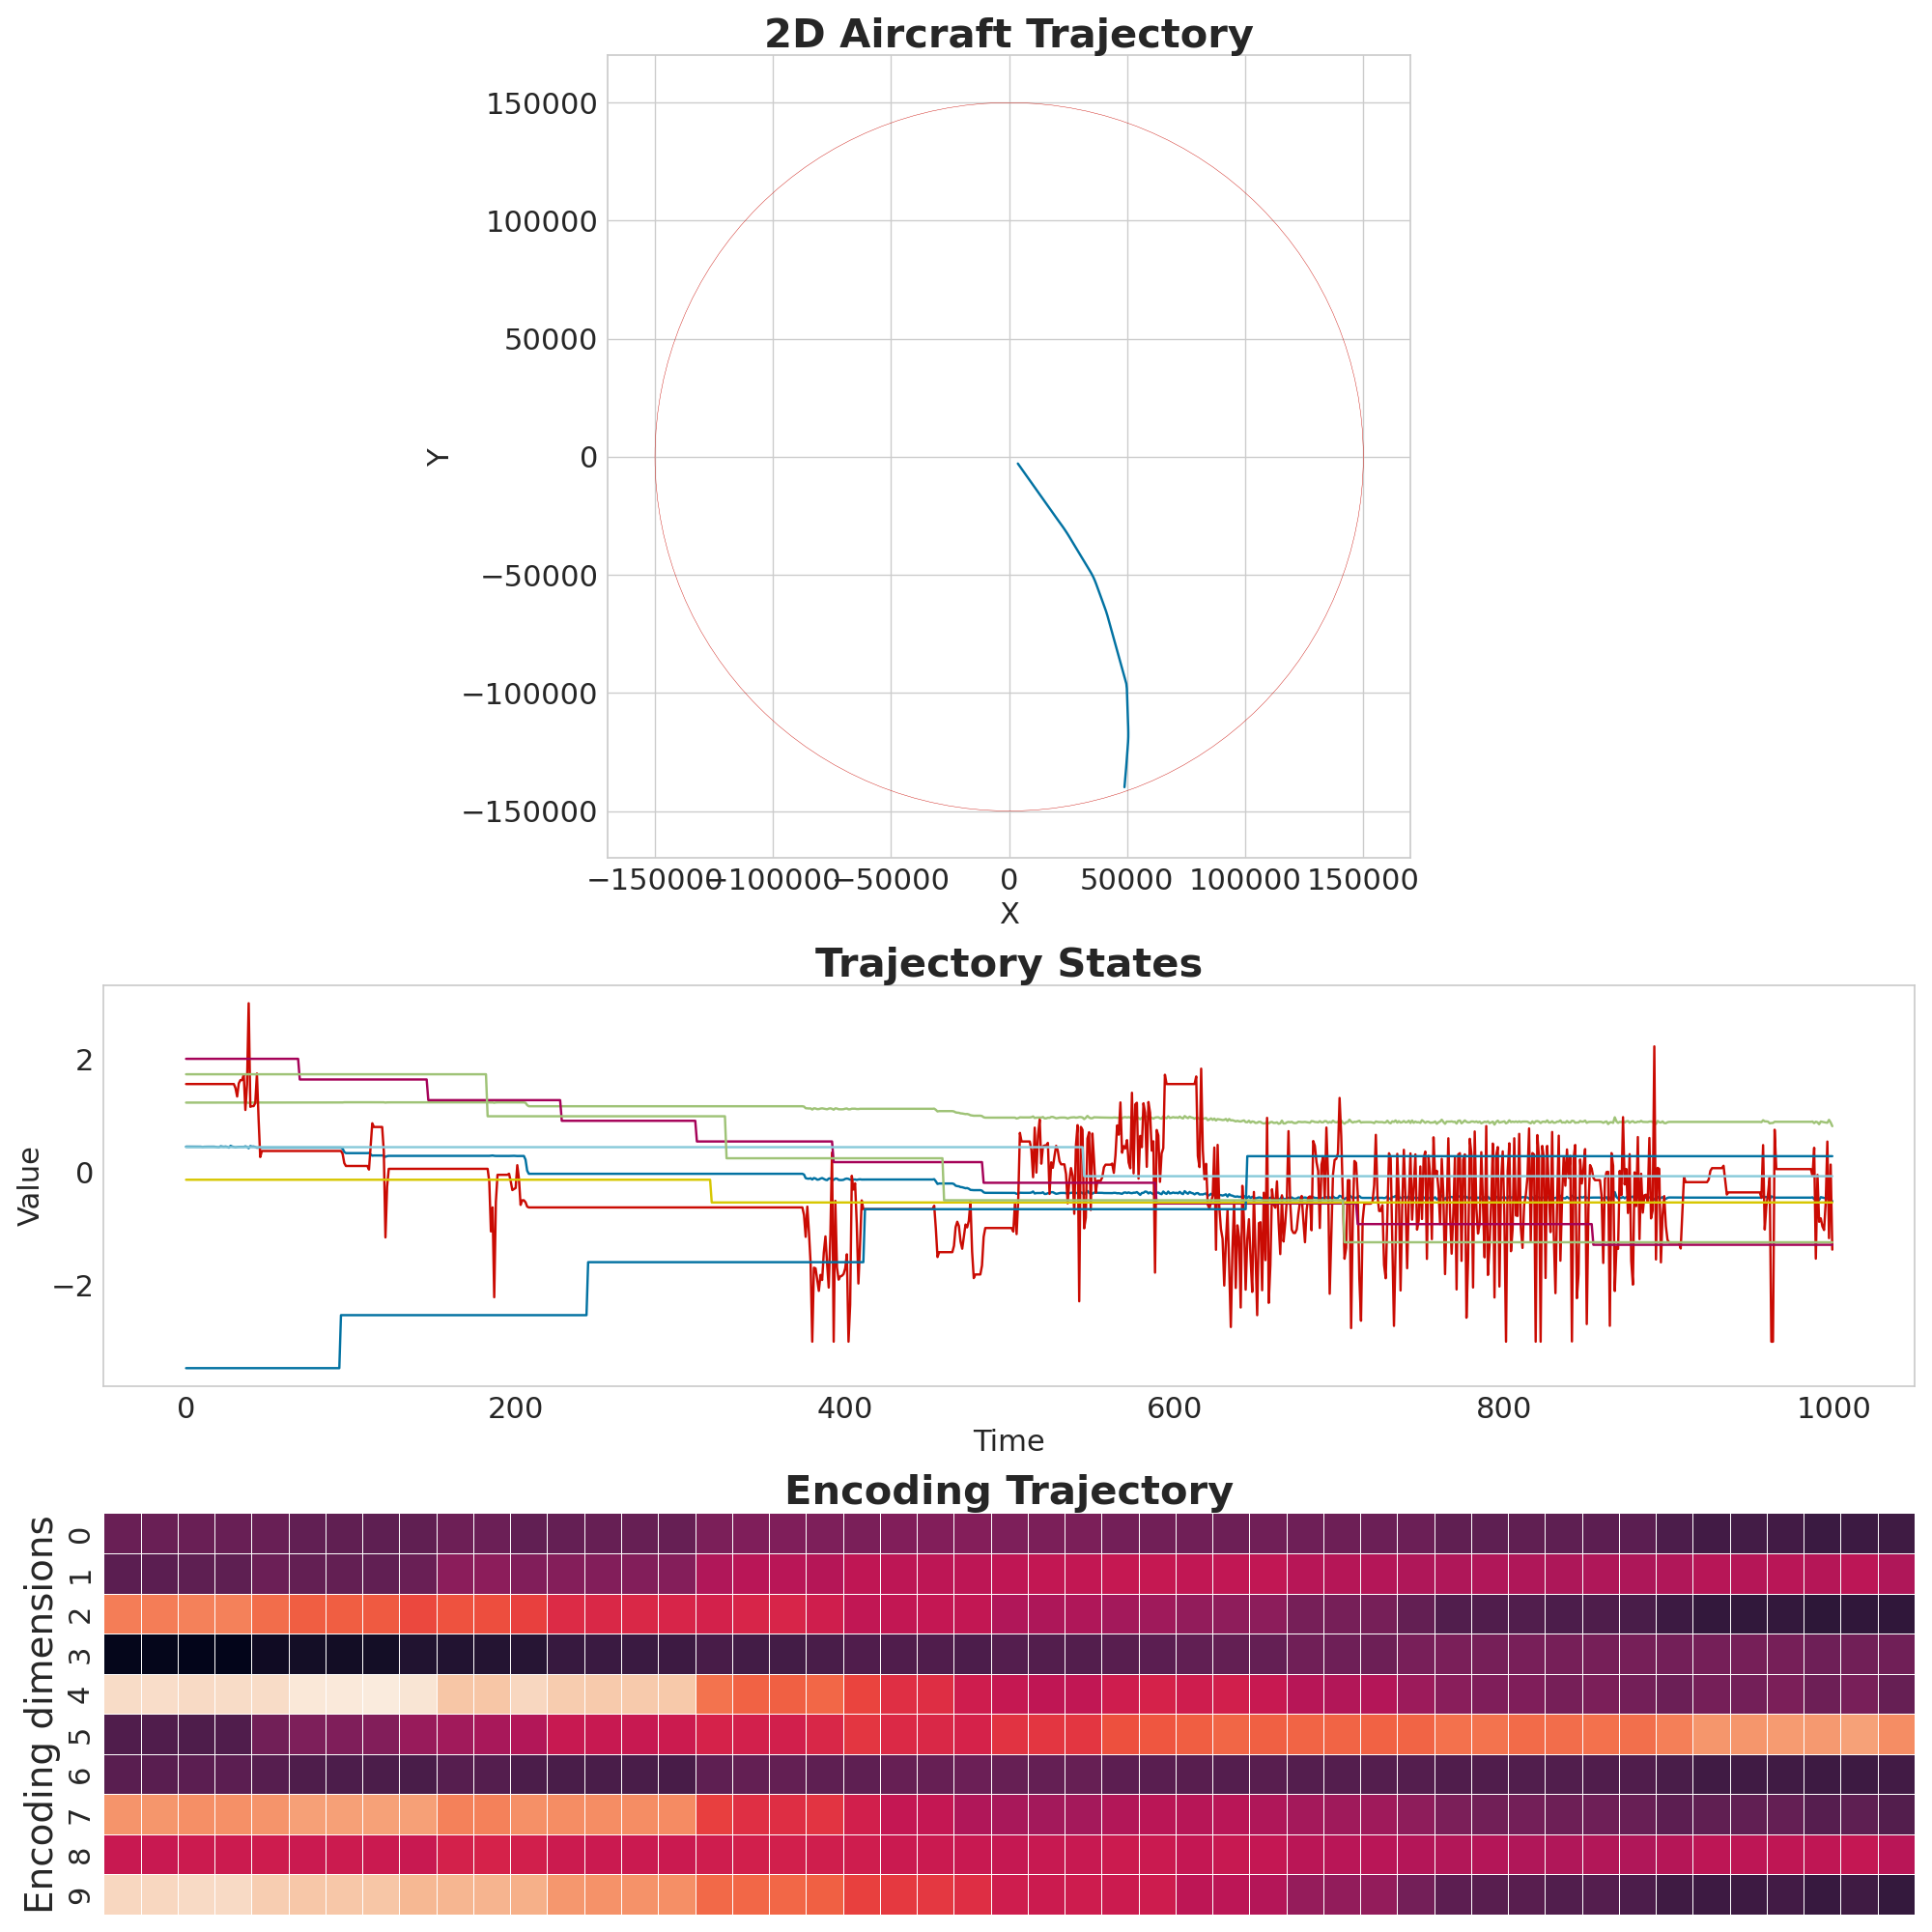 2D Aircraft Trajectory
150000
100000
50000
0
−50000
−100000
−150000
Y
−150000 −100000 −50000 0 50000 100000 150000
X
Trajectory States
2
0
−2
Value
0 200 400 600 800 1000
Time
Encoding Trajectory
0
1
2
3
4
5
6
7
8
9
Encoding dimensions